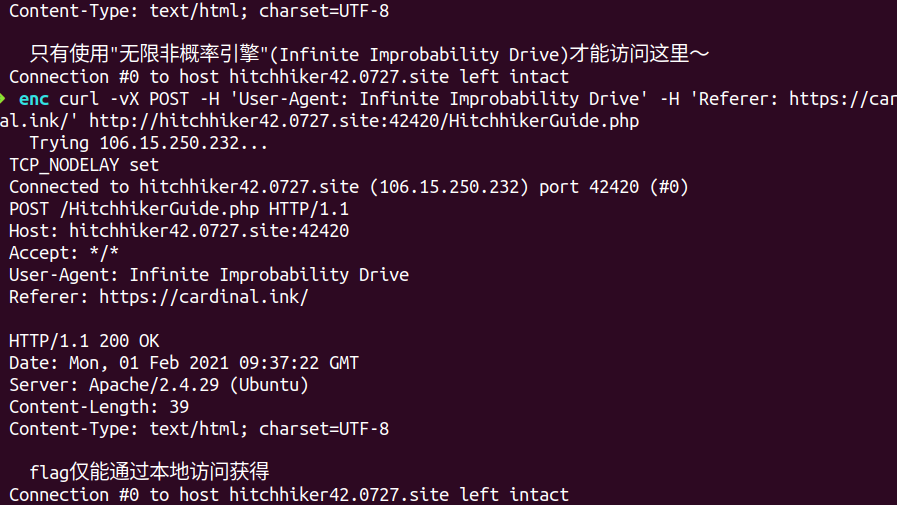 Content-Type: text/html; charset=UTF-8
只有使用"无限非概率引擎"(Infinite Improbability Drive)才能访问这里～
Connection #0 to host hitchhiker42.0727.site left intact
enc curl -vX POST -H 'User-Agent: Infinite Improbability Drive' -H 'Referer: https://car
al.ink/' http://hitchhiker42.0727.site:42420/HitchhikerGuide.php
Trying 106.15.250.232...
TCP_NODELAY set
Connected to hitchhiker42.0727.site (106.15.250.232) port 42420 (#0)
POST /HitchhikerGuide.php HTTP/1.1
Host: hitchhiker42.0727.site:42420
Accept: */*
User-Agent: Infinite Improbability Drive
Referer: https://cardinal.ink/
HTTP/1.1 200 OK
Date: Mon, 01 Feb 2021 09:37:22 GMT
Server: Apache/2.4.29 (Ubuntu)
Content-Length: 39
Content-Type: text/html; charset=UTF-8
flag仅能通过本地访问获得
Connection #0 to host hitchhiker42.0727.site left intact